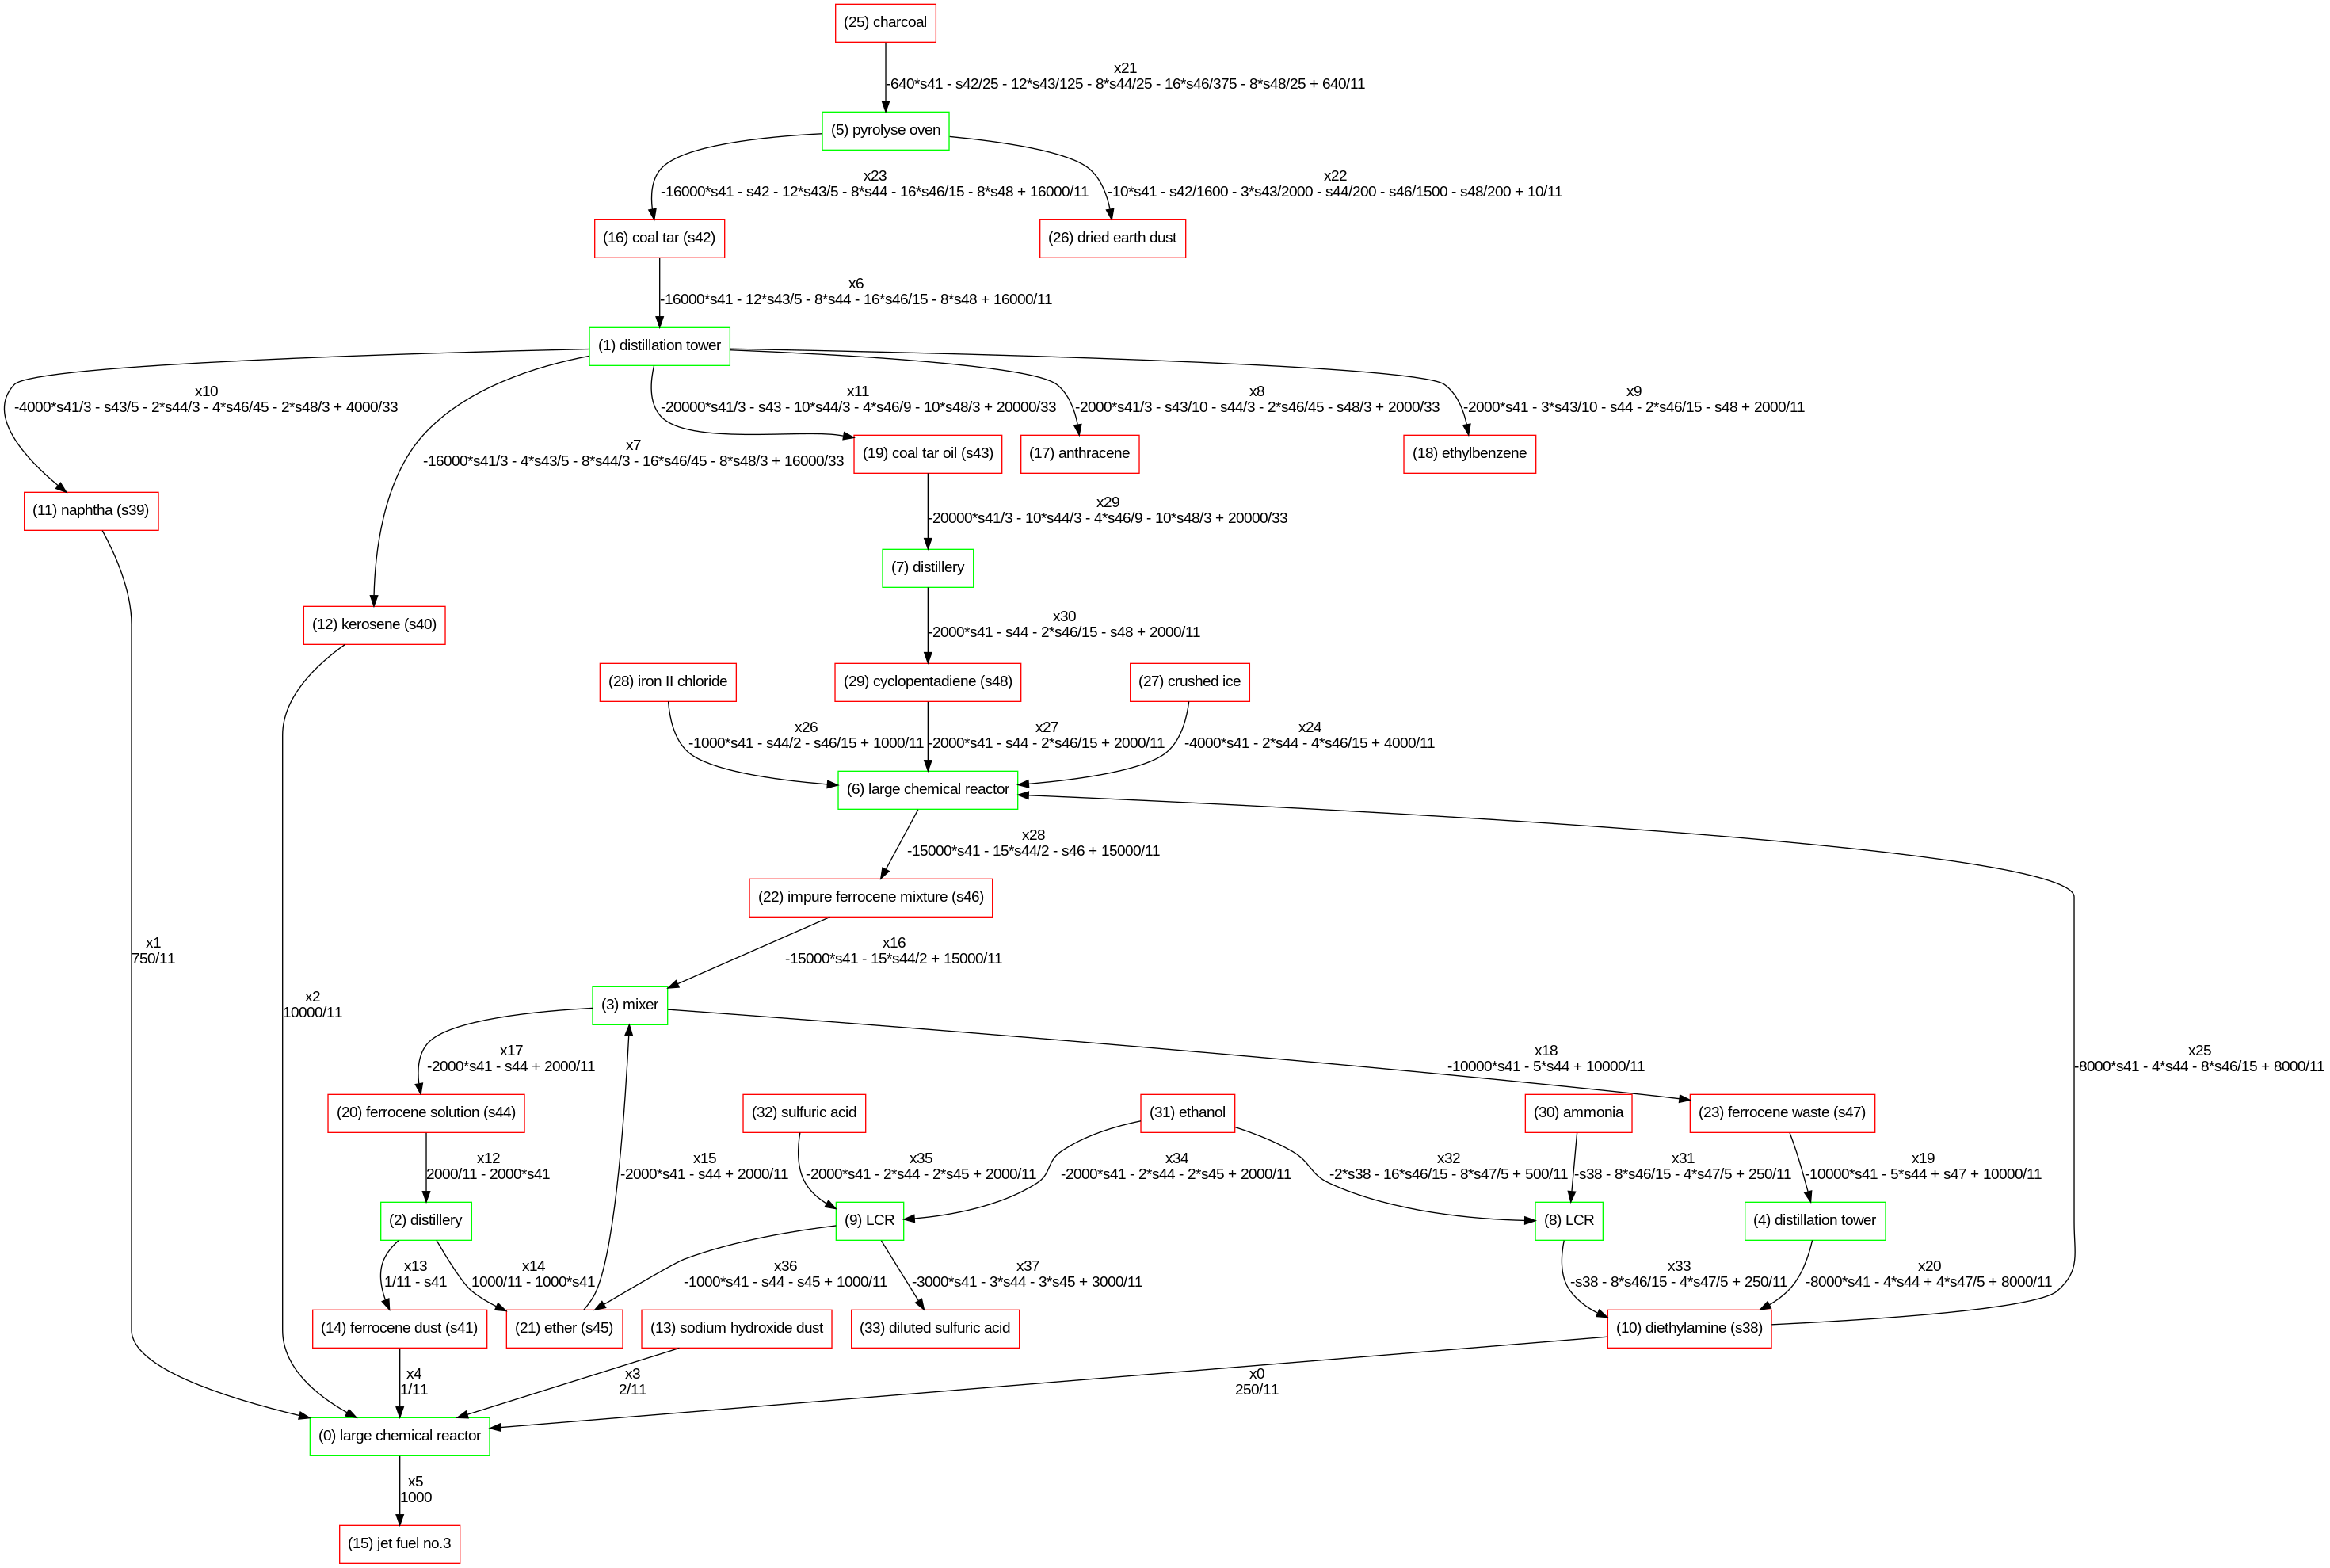 (25) charcoal
x21
-640*s41 - s42/25 - 12*s43/125 - 8*s44/25 - 16*s46/375 - 8*s48/25 + 640/11
(5) pyrolyse oven
x23
-16000*s41 - s42 - 12*s43/5 - 8*s44 - 16*s46/15 - 8*s48 + 16000/11
x22
-10*s41 - s42/1600 - 3*s43/2000 - s44/200 - s46/1500 - s48/200 + 10/11
(16) coal tar (s42)
(26) dried earth dust
x6
-16000*s41 - 12*s43/5 - 8*s44 - 16*s46/15 - 8*s48 + 16000/11
(1) distillation tower
x10
-4000*s41/3 - s43/5 - 2*s44/3 - 4*s46/45 - 2*s48/3 + 4000/33
x11
-20000*s41/3 - s43 - 10*s44/3 - 4*s46/9 - 10*s48/3 + 20000/33
x8
-2000*s41/3 - s43/10 - s44/3 - 2*s46/45 - s48/3 + 2000/33
x9
-2000*s41 - 3*s43/10 - s44 - 2*s46/15 - s48 + 2000/11
x7
-16000*s41/3 - 4*s43/5 - 8*s44/3 - 16*s46/45 - 8*s48/3 + 16000/33
(19) coal tar oil (s43)
(17) anthracene
(18) ethylbenzene
(11) naphtha (s39)
x29
-20000*s41/3 - 10*s44/3 - 4*s46/9 - 10*s48/3 + 20000/33
(7) distillery
(12) kerosene (s40)
x30
-2000*s41 - s44 - 2*s46/15 - s48 + 2000/11
(28) iron II chloride
(29) cyclopentadiene (s48)
(27) crushed ice
x26
-1000*s41 - s44/2 - s46/15 + 1000/11
x27
-2000*s41 - s44 - 2*s46/15 + 2000/11
x24
-4000*s41 - 2*s44 - 4*s46/15 + 4000/11
(6) large chemical reactor
x28
-15000*s41 - 15*s44/2 - s46 + 15000/11
(22) impure ferrocene mixture (s46)
x1
750/11
x16
-15000*s41 - 15*s44/2 + 15000/11
x2
10000/11
(3) mixer
x17
-2000*s41 - s44 + 2000/11
x18
-10000*s41 - 5*s44 + 10000/11
x25
-8000*s41 - 4*s44 - 8*s46/15 + 8000/11
(20) ferrocene solution (s44)
(32) sulfuric acid
(31) ethanol
(30) ammonia
(23) ferrocene waste (s47)
x12
2000/11 - 2000*s41
x15
-2000*s41 - s44 + 2000/11
x35
-2000*s41 - 2*s44 - 2*s45 + 2000/11
x34
-2000*s41 - 2*s44 - 2*s45 + 2000/11
x32
-2*s38 - 16*s46/15 - 8*s47/5 + 500/11
x31
-s38 - 8*s46/15 - 4*s47/5 + 250/11
x19
-10000*s41 - 5*s44 + s47 + 10000/11
(2) distillery
(9) LCR
(8) LCR
(4) distillation tower
x13
1/11 - s41
x14
1000/11 - 1000*s41
x36
-1000*s41 - s44 - s45 + 1000/11
x37
-3000*s41 - 3*s44 - 3*s45 + 3000/11
x33
-s38 - 8*s46/15 - 4*s47/5 + 250/11
x20
-8000*s41 - 4*s44 + 4*s47/5 + 8000/11
(14) ferrocene dust (s41)
(21) ether (s45)
(13) sodium hydroxide dust
(33) diluted sulfuric acid
(10) diethylamine (s38)
x4
1/11
x3
2/11
x0
250/11
(0) large chemical reactor
x5
1000
(15) jet fuel no.3